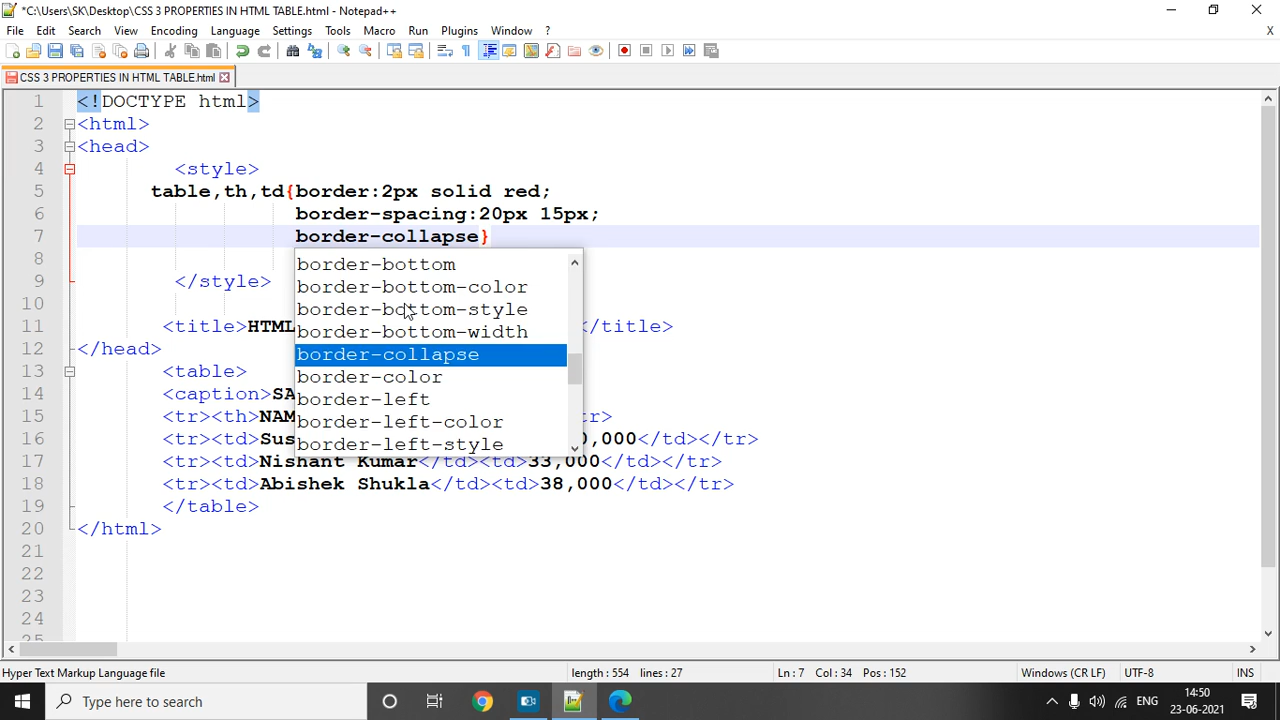 *C:\Users\SK\Desktop\CSS 3 PROPERTIES IN HTML TABLE.html - Notepad++
File Edit Search View Encoding Language Settings Tools Macro Run Plugins Window ? X
CSS 3 PROPERTIES IN HTML TABLE.html
1 <!DOCTYPE html>
2 <html>
3 <head>
4 <style>
5 table,th,td{border:2px solid red;
6 border-spacing:20px 15px;
7 border-collapse}
8
9 </style>
10
11 <title>HTML </title>
12 </head>
13 <table>
14 <caption>SA
15 <tr><th>NAM tr>
16 <tr><td>Sus 0,000</td></tr>
17 <tr><td>Nishant Kumar</td><td>33,000</td></tr>
18 <tr><td>Abishek Shukla</td><td>38,000</td></tr>
19 </table>
20 </html>
21
22
23
24
25
border-bottom
border-bottom-color
border-bottom-style
border-bottom-width
border-collapse
border-color
border-left
border-left-color
border-left-style
Hyper Text Markup Language file length : 554 lines : 27 Ln : 7 Col : 34 Pos : 152 Windows (CR LF) UTF-8 INS
Type here to search ENG 14:50
23-06-2021